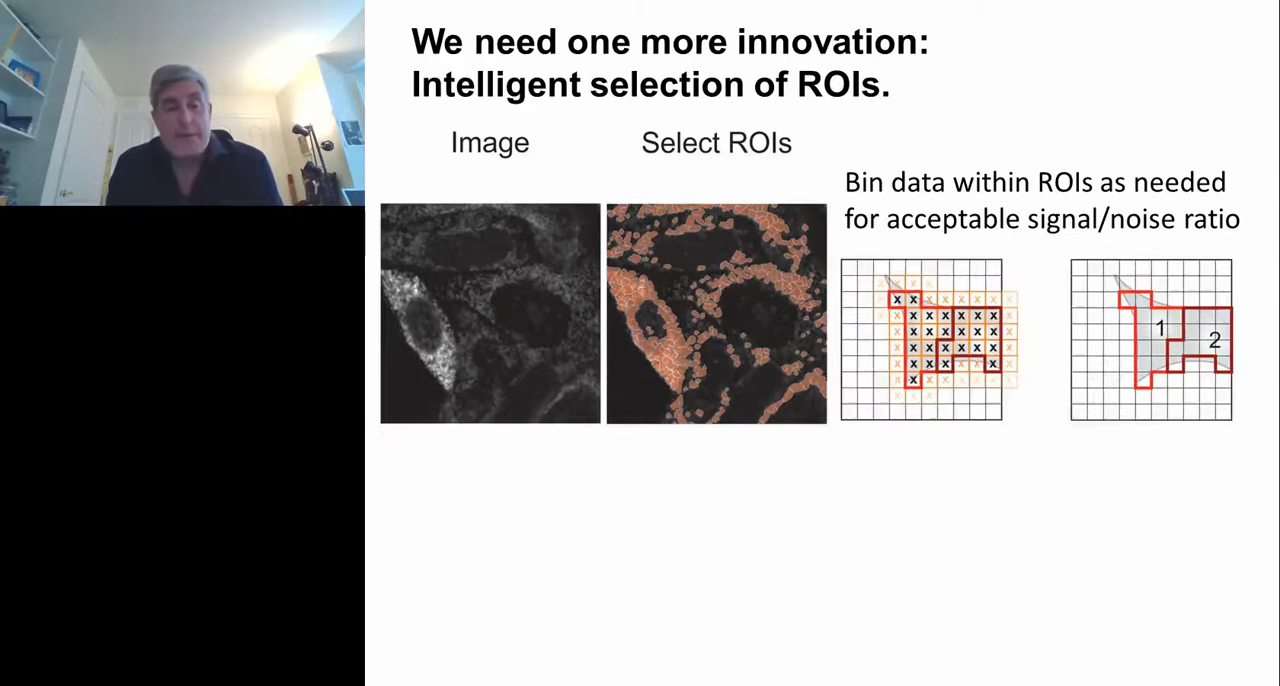 We need one more innovation:
Intelligent selection of ROIs.
Image
Select ROIs
Bin data within ROIs as needed
for acceptable signal/noise ratio
x x x x x x x x x
x x x x x x x x
x x x x x x x x
x x x x x x x x
x x x x x x x x
x x x x x x x x
x x x
1
2